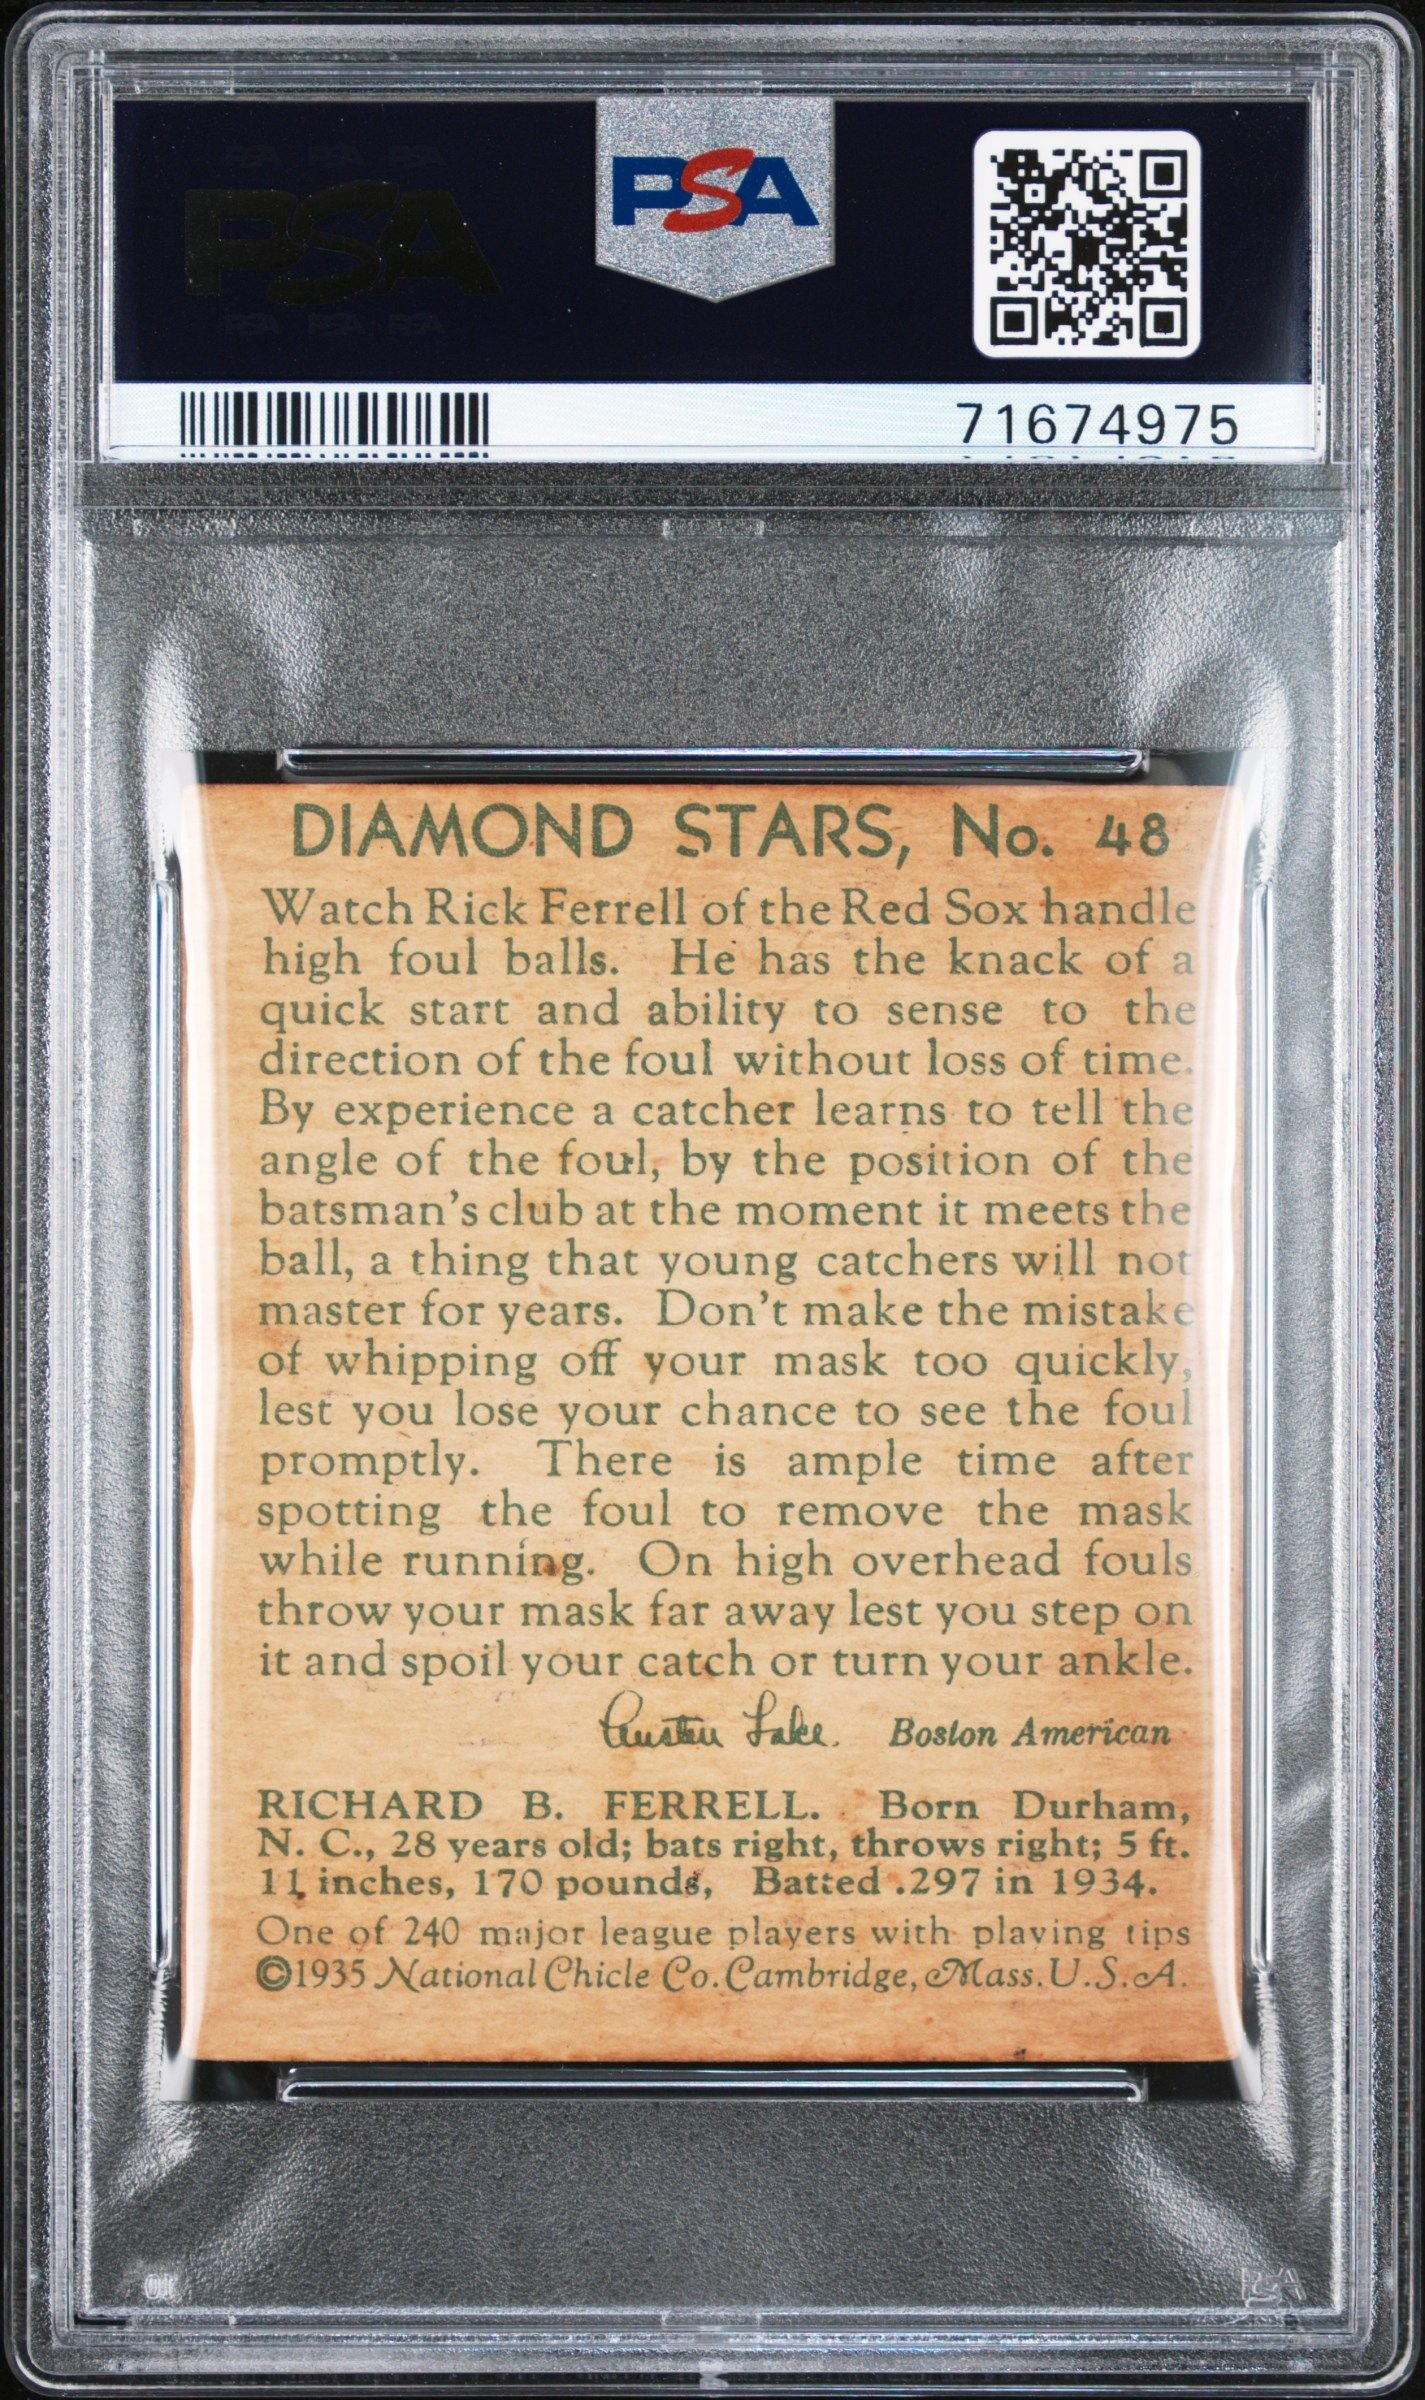 PSA PSA PSA
PSA
PSA PSA PSA
PSA
71674975
DIAMOND STARS, No. 48
Watch Rick Ferrell of the Red Sox handle
high foul balls. He has the knack of a
quick start and ability to sense to the
direction of the foul without loss of time.
By experience a catcher learns to tell the
angle of the foul, by the position of the
batsman's club at the moment it meets the
ball, a thing that young catchers will not
master for years. Don't make the mistake
of whipping off your mask too quickly,
lest you lose your chance to see the foul
promptly. There is ample time after
spotting the foul to remove the mask
while running. On high overhead fouls
throw your mask far away lest you step on
it and spoil your catch or turn your ankle.
Austen Lake. Boston American
RICHARD B. FERRELL. Born Durham,
N. C., 28 years old; bats right, throws right; 5 ft.
11 inches, 170 pounds, Batted .297 in 1934.
One of 240 major league players with playing tips
©1935 National Chicle Co. Cambridge, Mass. U.S.A.
PSA